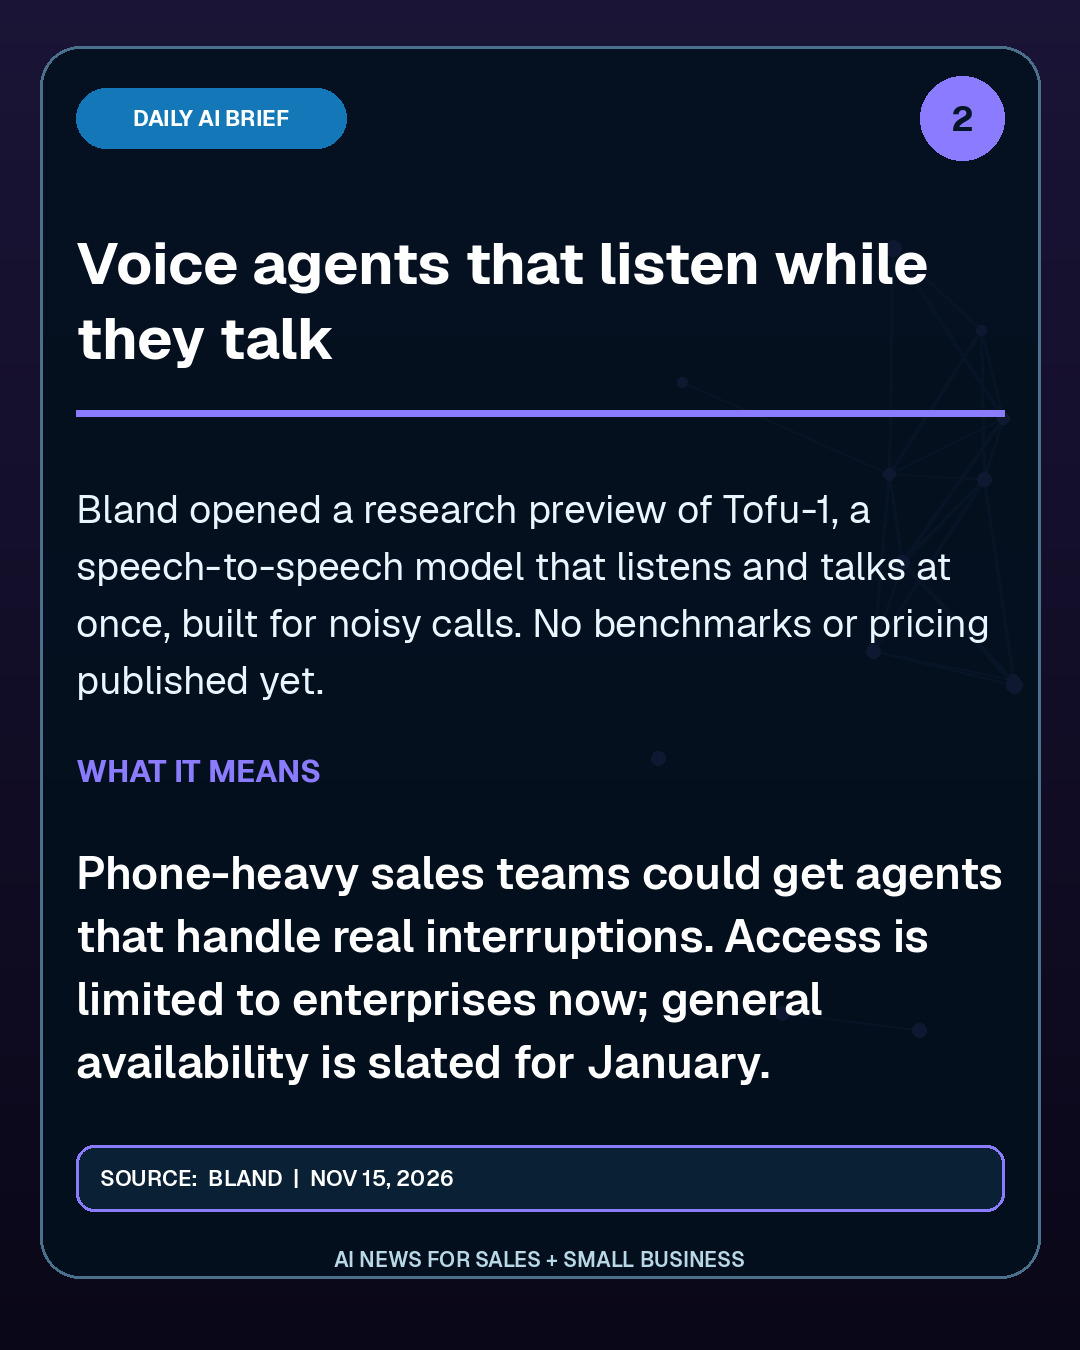 DAILY AI BRIEF
2
Voice agents that listen while
they talk
Bland opened a research preview of Tofu-1, a
speech-to-speech model that listens and talks at
once, built for noisy calls. No benchmarks or pricing
published yet.
WHAT IT MEANS
Phone-heavy sales teams could get agents
that handle real interruptions. Access is
limited to enterprises now; general
availability is slated for January.
SOURCE: BLAND | NOV 15, 2026
AI NEWS FOR SALES + SMALL BUSINESS